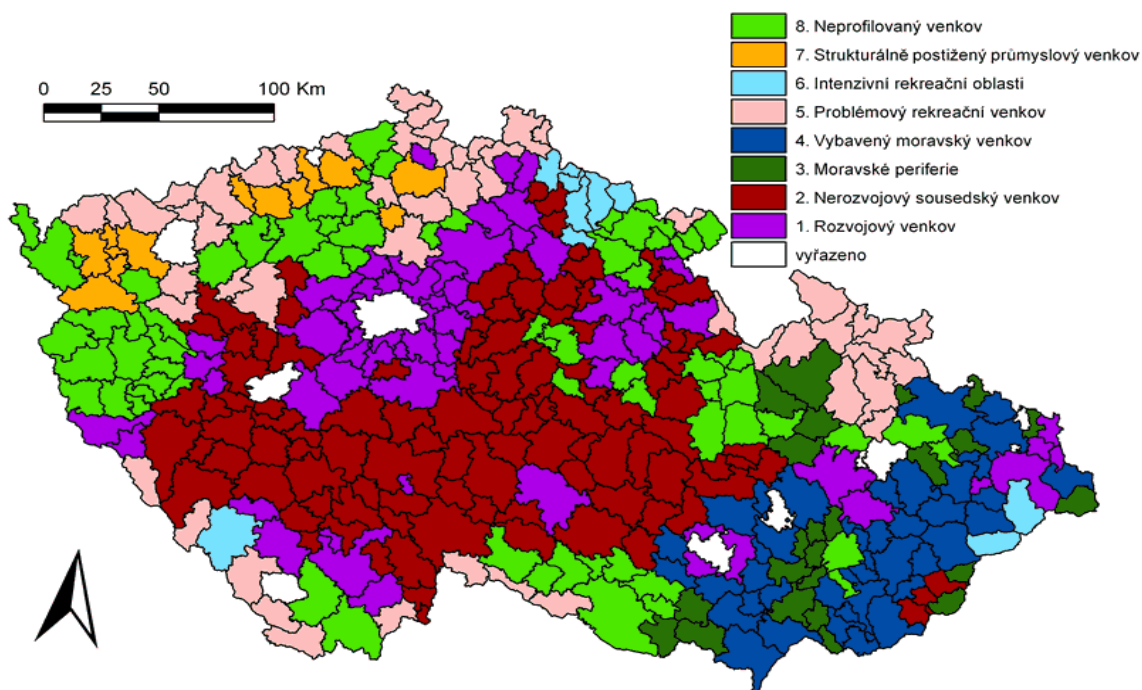 8. Neprofilovaný venkov
7. Strukturálně postižený průmyslový venkov
6. Intenzivní rekreační oblasti
5. Problémový rekreační venkov
4. Vybavený moravský venkov
3. Moravské periferie
2. Nerozvojový sousedský venkov
1. Rozvojový venkov
vyřazeno
0 25 50 100 Km